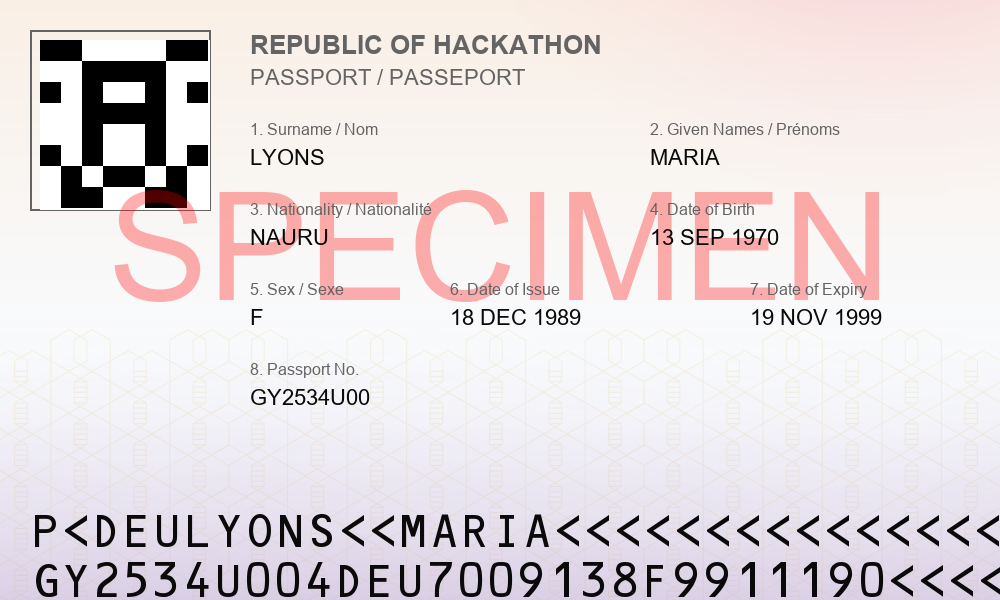 REPUBLIC OF HACKATHON
PASSPORT / PASSEPORT
1. Surname / Nom 2. Given Names / Prénoms
LYONS MARIA
SPECIMEN
3. Nationality / Nationalité 4. Date of Birth
NAURU 13 SEP 1970
5. Sex / Sexe 6. Date of Issue 7. Date of Expiry
F 18 DEC 1989 19 NOV 1999
8. Passport No.
GY2534U00
P<DEULYONS<<MARIA<<<<<<<<<<<<<<<
GY2534U004DEU7009138F9911190<<<<